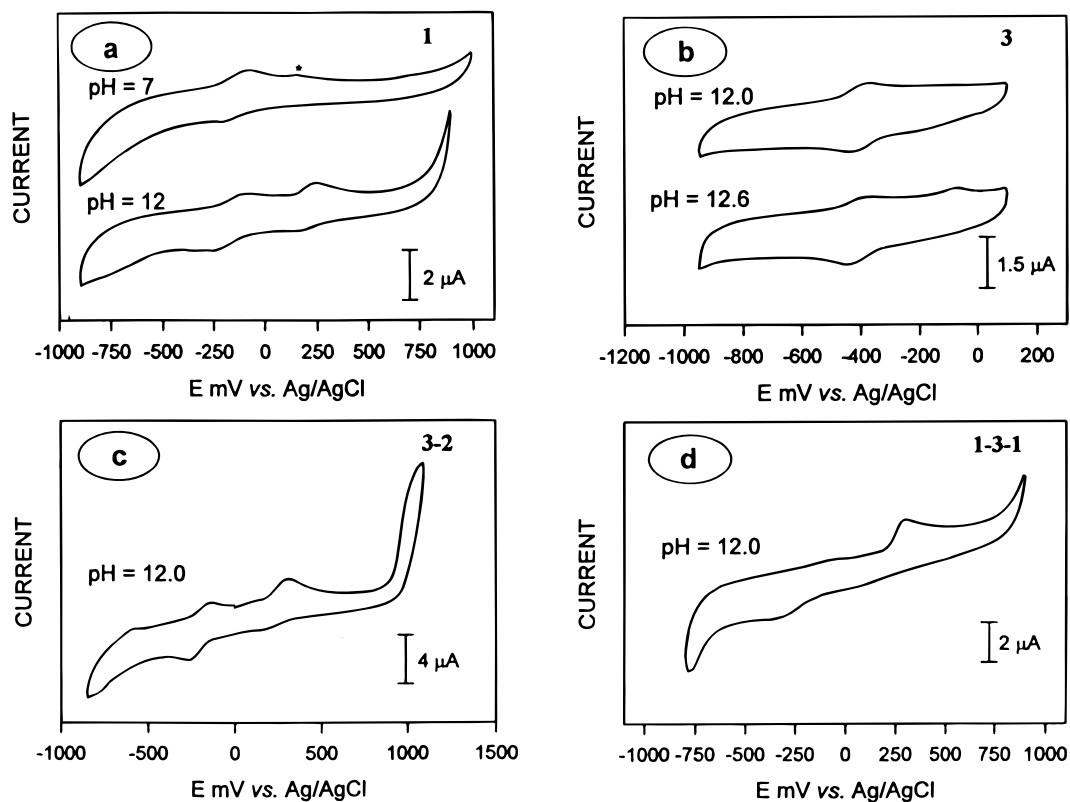 a
1
pH = 7
*
pH = 12
2 μA
CURRENT
-1000 -750 -500 -250 0 250 500 750 1000
E mV vs. Ag/AgCl
b
3
pH = 12.0
pH = 12.6
1.5 μA
CURRENT
-1200 -1000 -800 -600 -400 -200 0 200
E mV vs. Ag/AgCl
c
3-2
pH = 12.0
4 μA
CURRENT
-1000 -500 0 500 1000 1500
E mV vs. Ag/AgCl
d
1-3-1
pH = 12.0
2 μA
CURRENT
-1000 -750 -500 -250 0 250 500 750 1000
E mV vs. Ag/AgCl